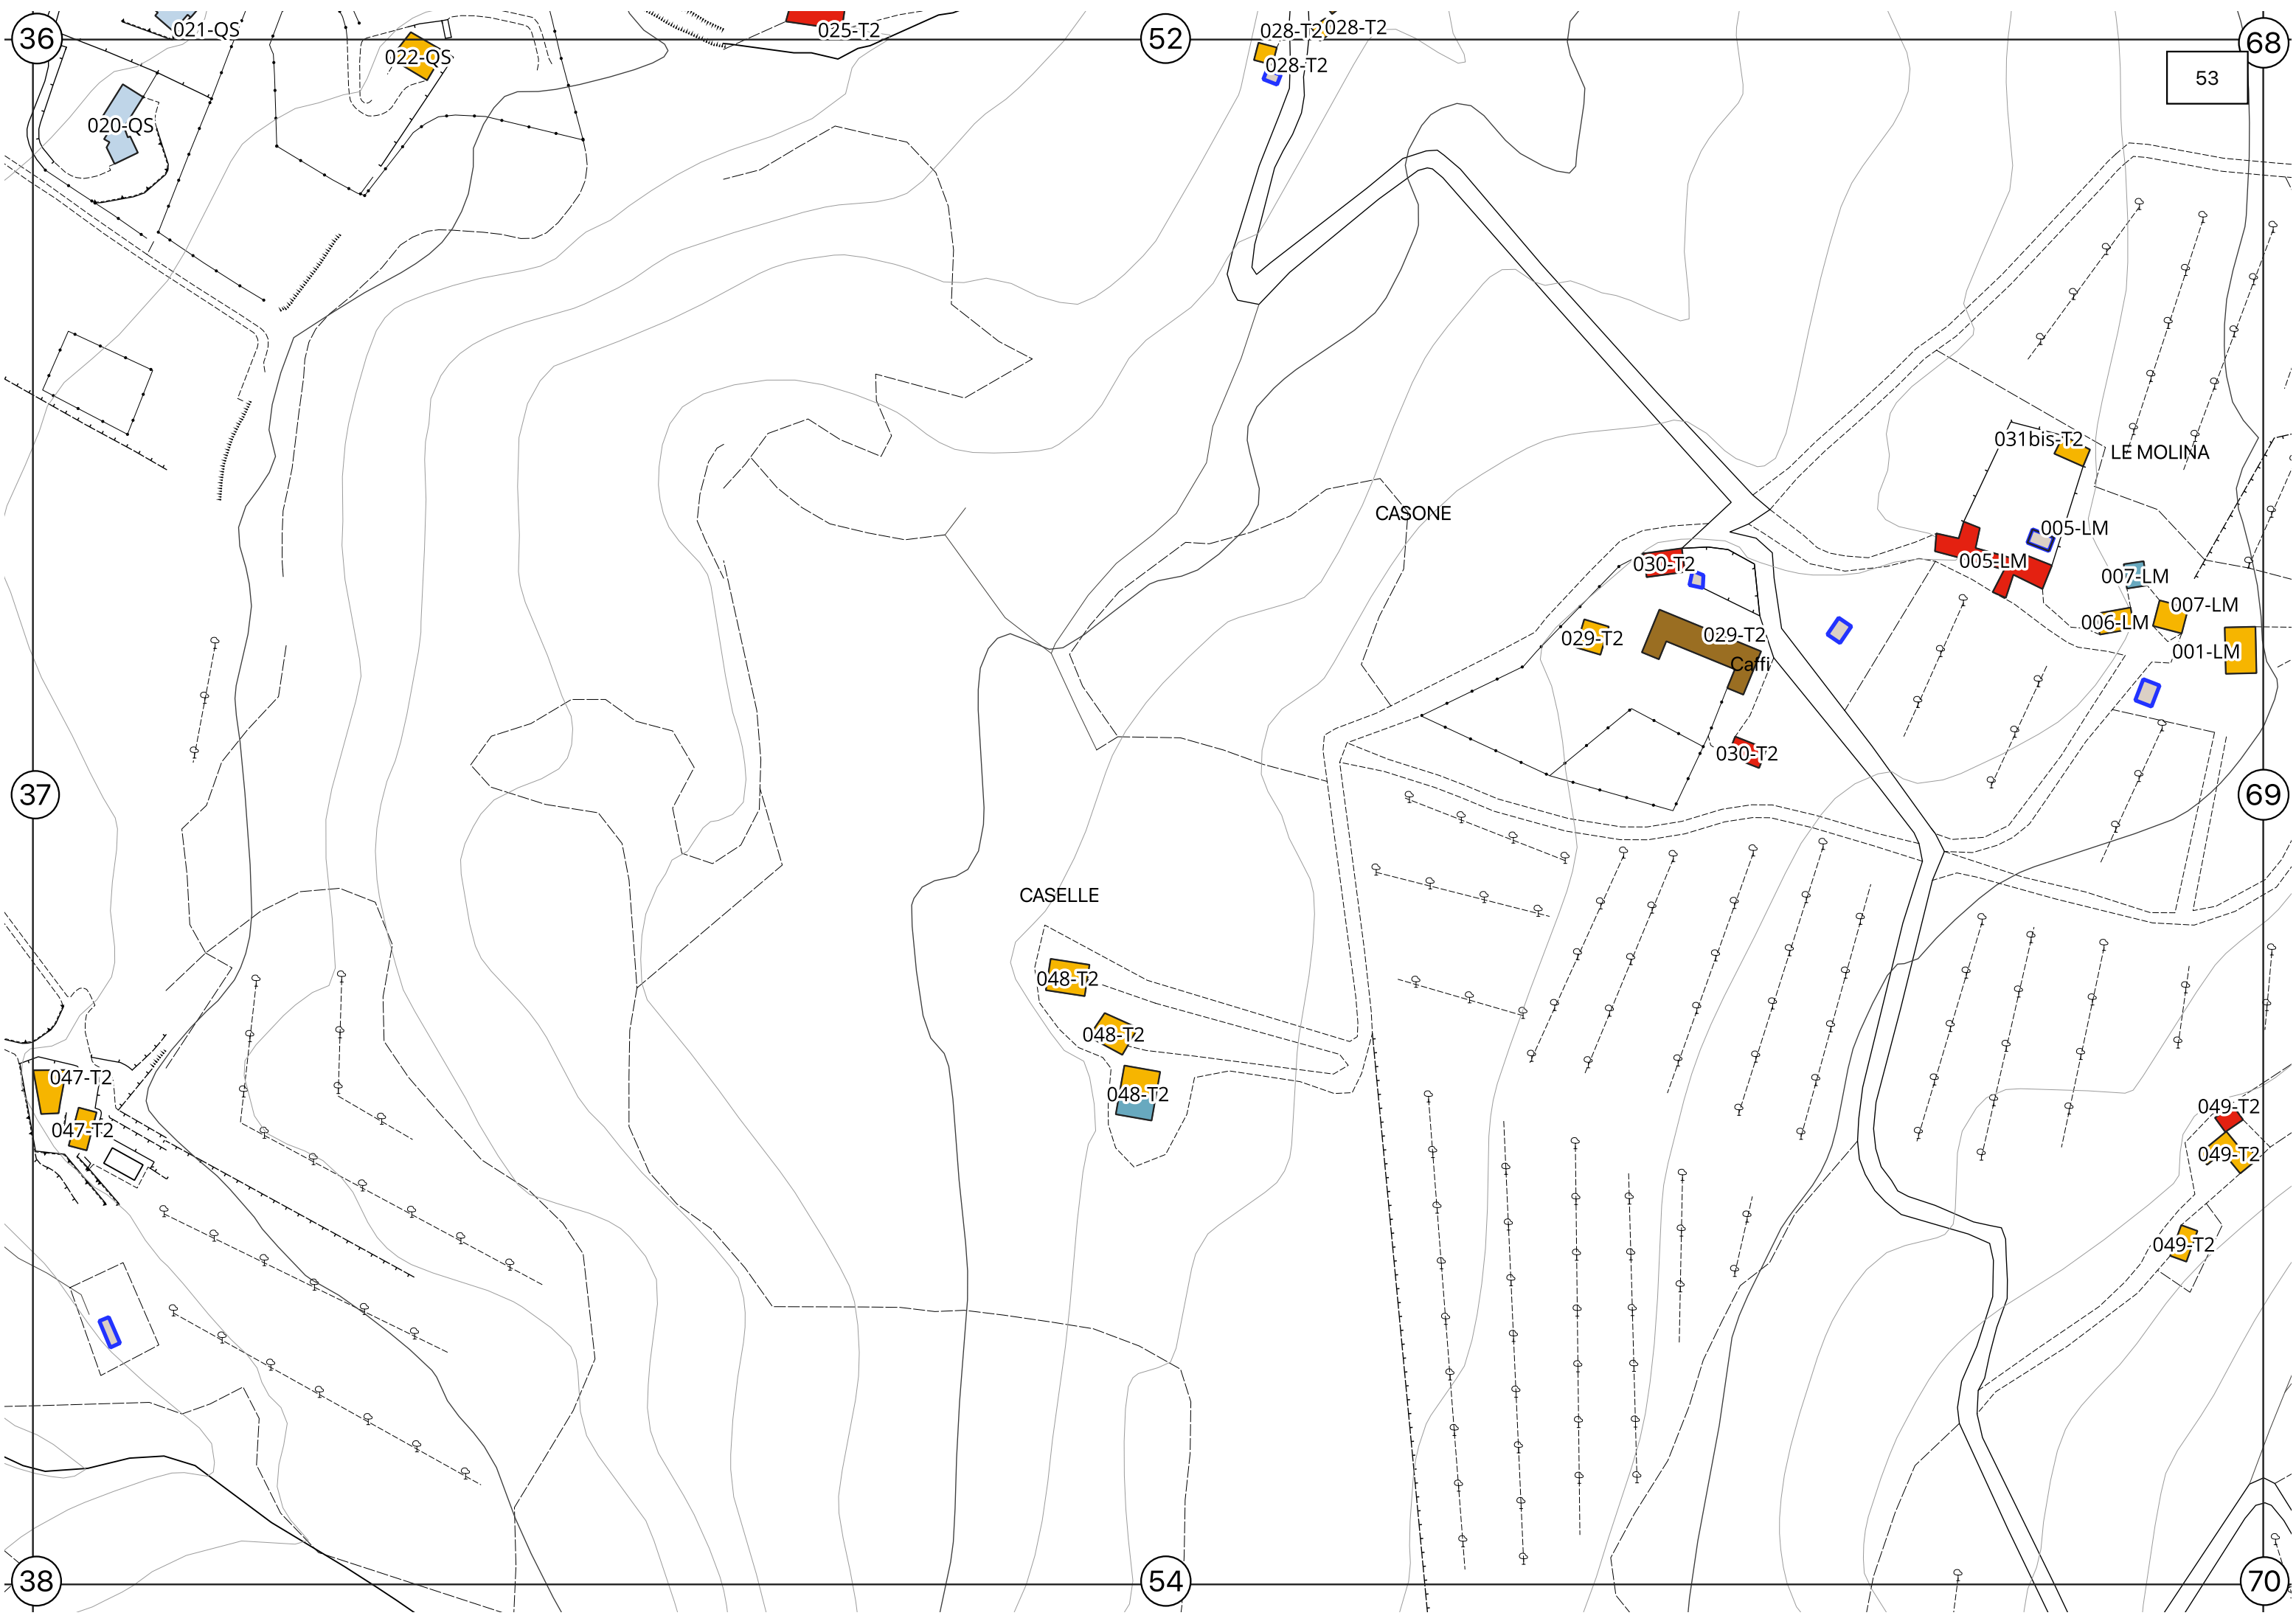 021-QS
025-T2
028-T2
028-T2
36
52
68
022-QS
028-T2
53
020-QS
031bis-T2
LE MOLINA
CASONE
005-LM
030-T2
005-LM
007-LM
007-LM
006-LM
029-T2
029-T2
001-LM
Caffi
030-T2
37
69
CASELLE
048-T2
048-T2
047-T2
048-T2
049-T2
047-T2
049-T2
049-T2
38
54
70